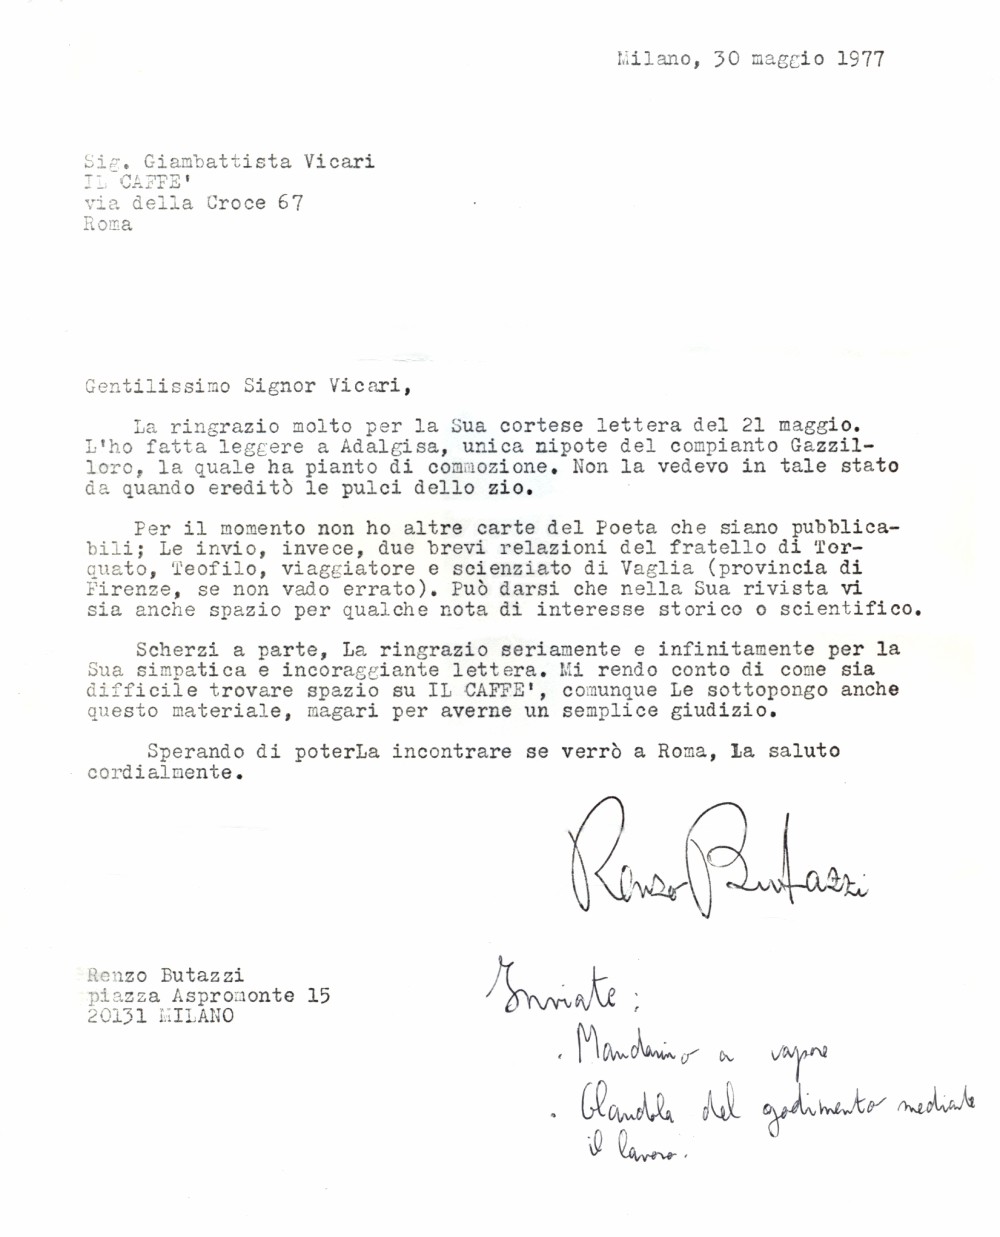 Milano, 30 maggio 1977
Sig. Giambattista Vicari
IL CAFFE'
via della Croce 67
Roma
Gentilissimo Signor Vicari,
La ringrazio molto per la Sua cortese lettera del 21 maggio.
L'ho fatta leggere a Adalgisa, unica nipote del compianto Gazzil-
loro, la quale ha pianto di commozione. Non la vedevo in tale stato
da quando ereditò le pulci dello zio.
Per il momento non ho altre carte del Poeta che siano pubblica-
bili; Le invio, invece, due brevi relazioni del fratello di Tor-
quato, Teofilo, viaggiatore e scienziato di Vaglia (provincia di
Firenze, se non vado errato). Può darsi che nella Sua rivista vi
sia anche spazio per qualche nota di interesse storico o scientifico.
Scherzi a parte, La ringrazio seriamente e infinitamente per la
Sua simpatica e incoraggiante lettera. Mi rendo conto di come sia
difficile trovare spazio su IL CAFFE', comunque Le sottopongo anche
questo materiale, magari per averne un semplice giudizio.
Sperando di poterLa incontrare se verrò a Roma, La saluto
cordialmente.
Renzo Butazzi
Renzo Butazzi
piazza Aspromonte 15
20131 MILANO
Inviate:
. Mandarino a vapore
. Glandola del godimento mediante
il lavoro.